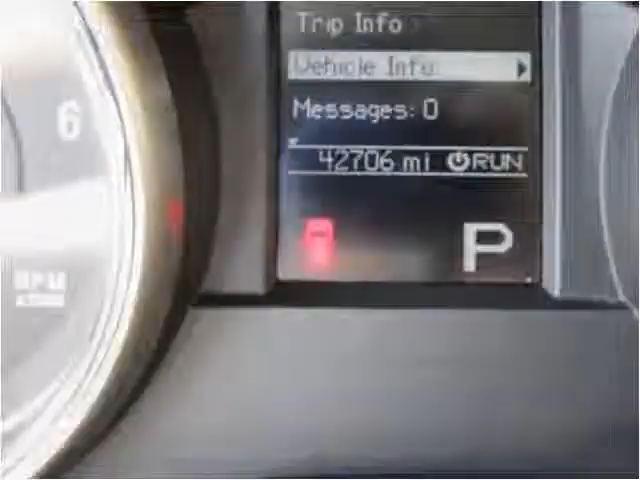 Trip Info
Vehicle Info
Messages: 0
42706 mi RUN
P
6
RPM